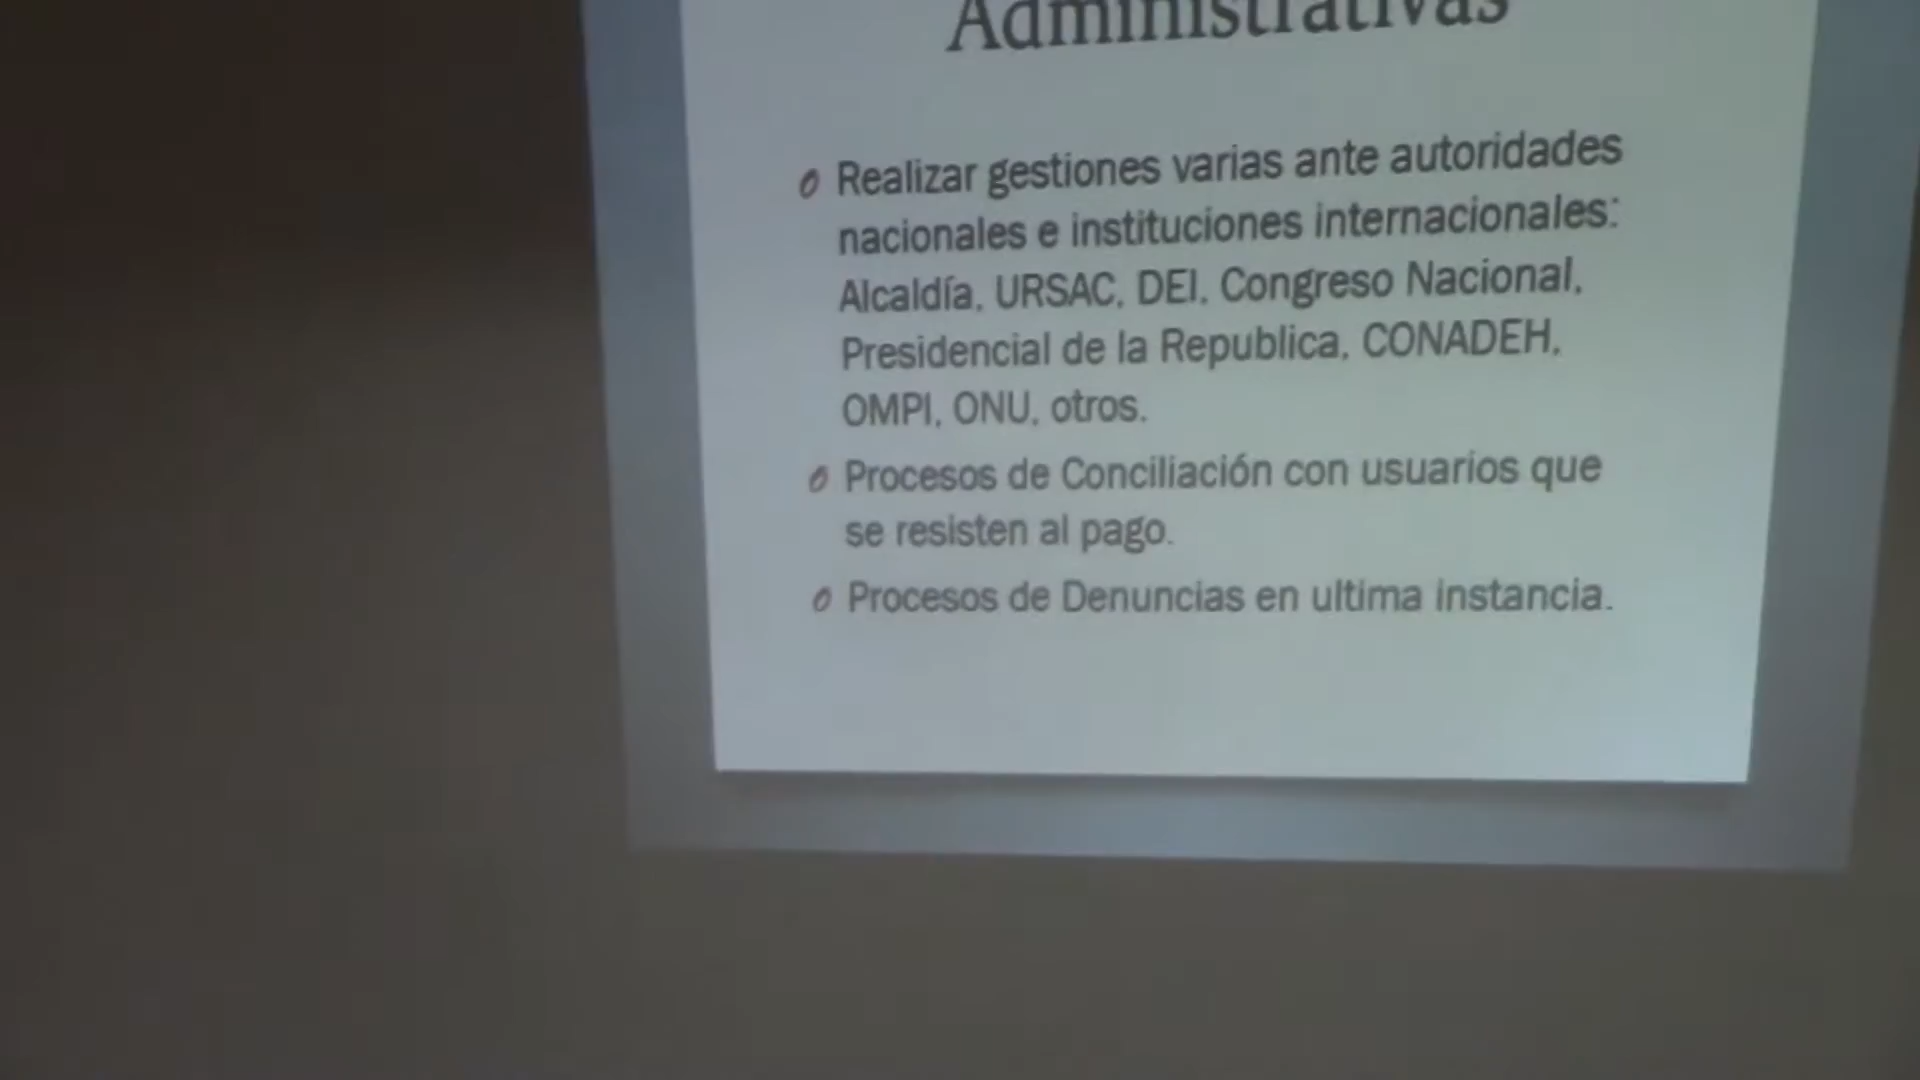 Administrativas
Realizar gestiones varias ante autoridades
nacionales e instituciones internacionales:
Alcaldía, URSAC, DEI, Congreso Nacional,
Presidencial de la Republica, CONADEH,
OMPI, ONU, otros.
Procesos de Conciliación con usuarios que
se resisten al pago.
Procesos de Denuncias en ultima instancia.